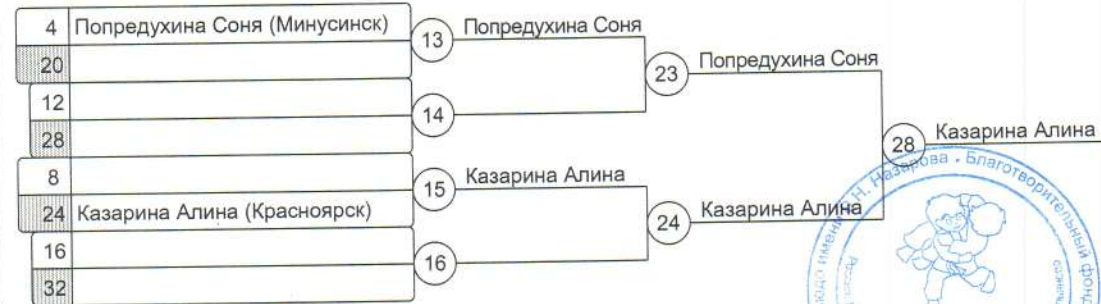 4 Попредухина Соня (Минусинск)
20
12
28
8
24 Казарина Алина (Красноярск)
16
32
13 Попредухина Соня
14
15 Казарина Алина
16
23 Попредухина Соня
24 Казарина Алина
28 Казарина Алина
Назарова • Благотворительный